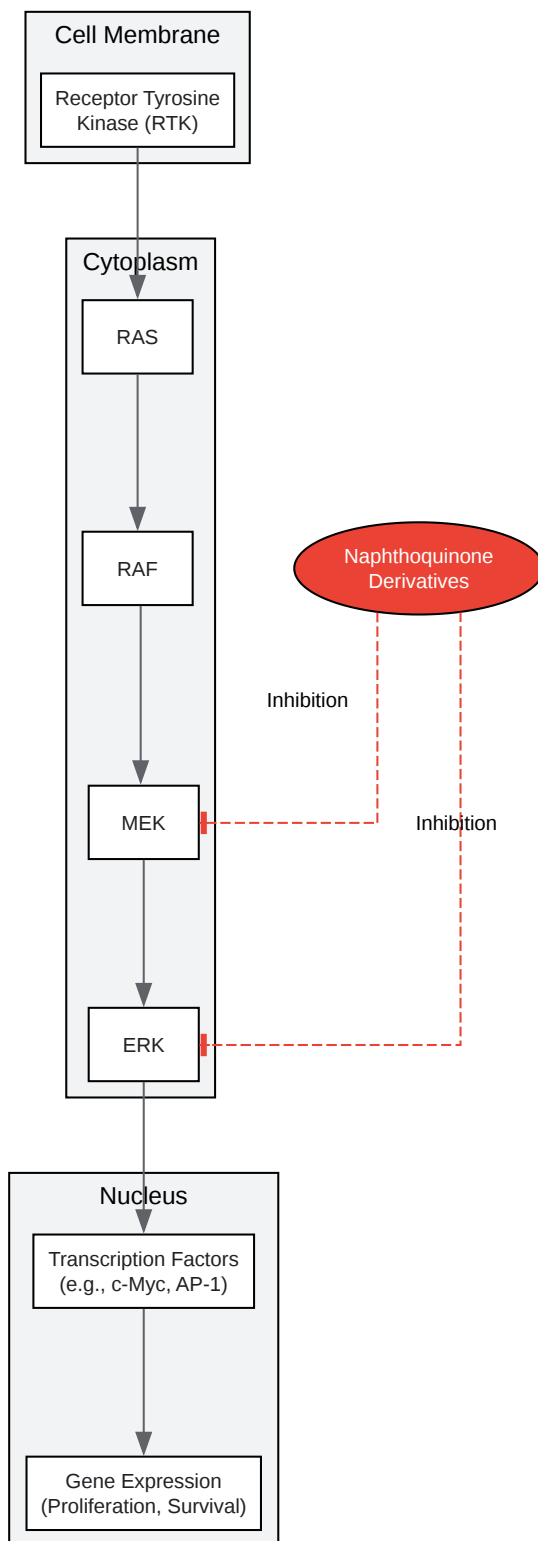 Cell Membrane
Receptor Tyrosine
Kinase (RTK)
Cytoplasm
RAS
RAF
Naphthoquinone
Derivatives
Inhibition
MEK
Inhibition
ERK
Nucleus
Transcription Factors
(e.g., c-Myc, AP-1)
Gene Expression
(Proliferation, Survival)